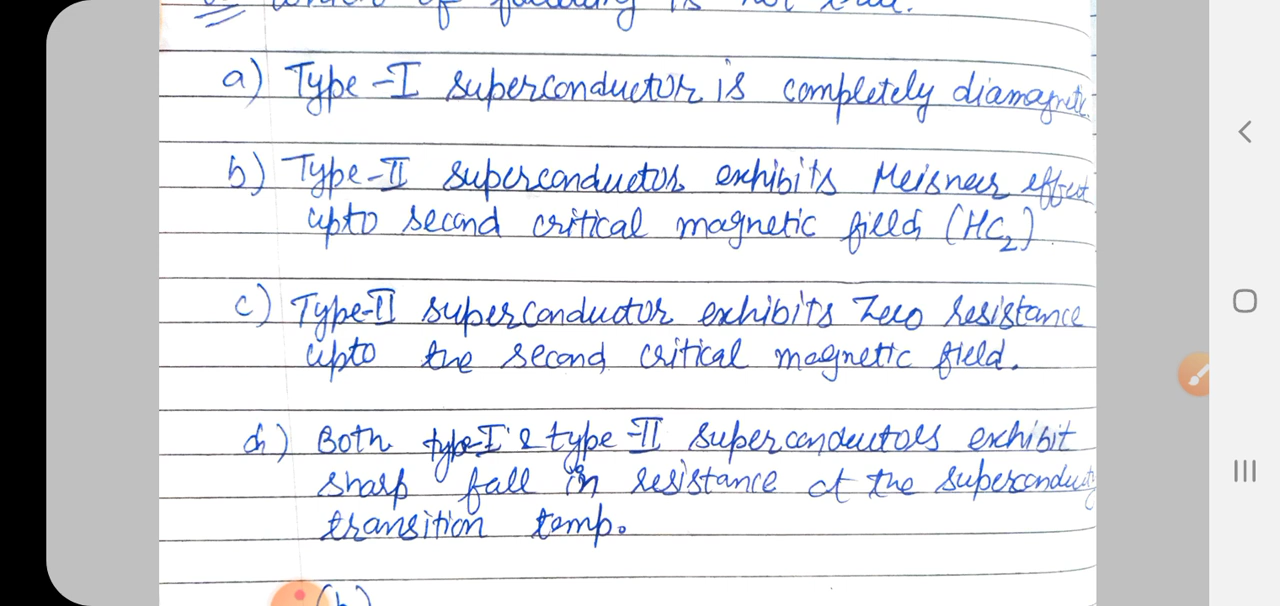 a) Type-I superconductor is completely diamagnetic
b) Type-II superconductor exhibits Meisner effect
upto second critical magnetic field (HC2)
c) Type-II superconductor exhibits Zero resistance
upto the second critical magnetic field.
d) Both type-I & type-II superconductors exhibit
sharp fall in resistance at the superconducting
transition temp.
(b)